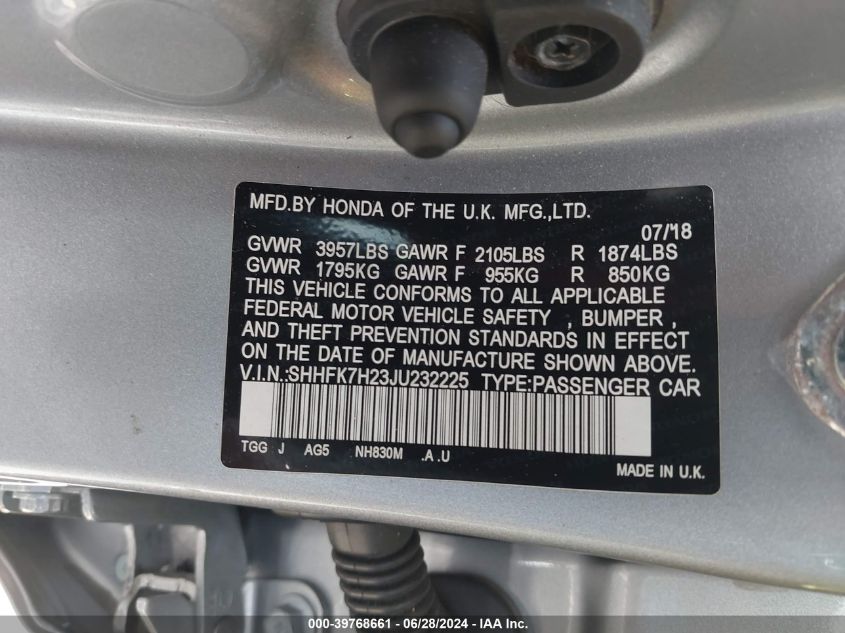 MFD.BY HONDA OF THE U.K. MFG.,LTD.
07/18
GVWR 3957LBS GAWR F 2105LBS R 1874LBS
GVWR 1795KG GAWR F 955KG R 850KG
THIS VEHICLE CONFORMS TO ALL APPLICABLE
FEDERAL MOTOR VEHICLE SAFETY , BUMPER ,
AND THEFT PREVENTION STANDARDS IN EFFECT
ON THE DATE OF MANUFACTURE SHOWN ABOVE.
V.I.N.:SHHFK7H23JU232225 TYPE:PASSENGER CAR
TGG J AG5 NH830M .A .U
MADE IN U.K.
000-39768661 - 06/28/2024 - IAA Inc.